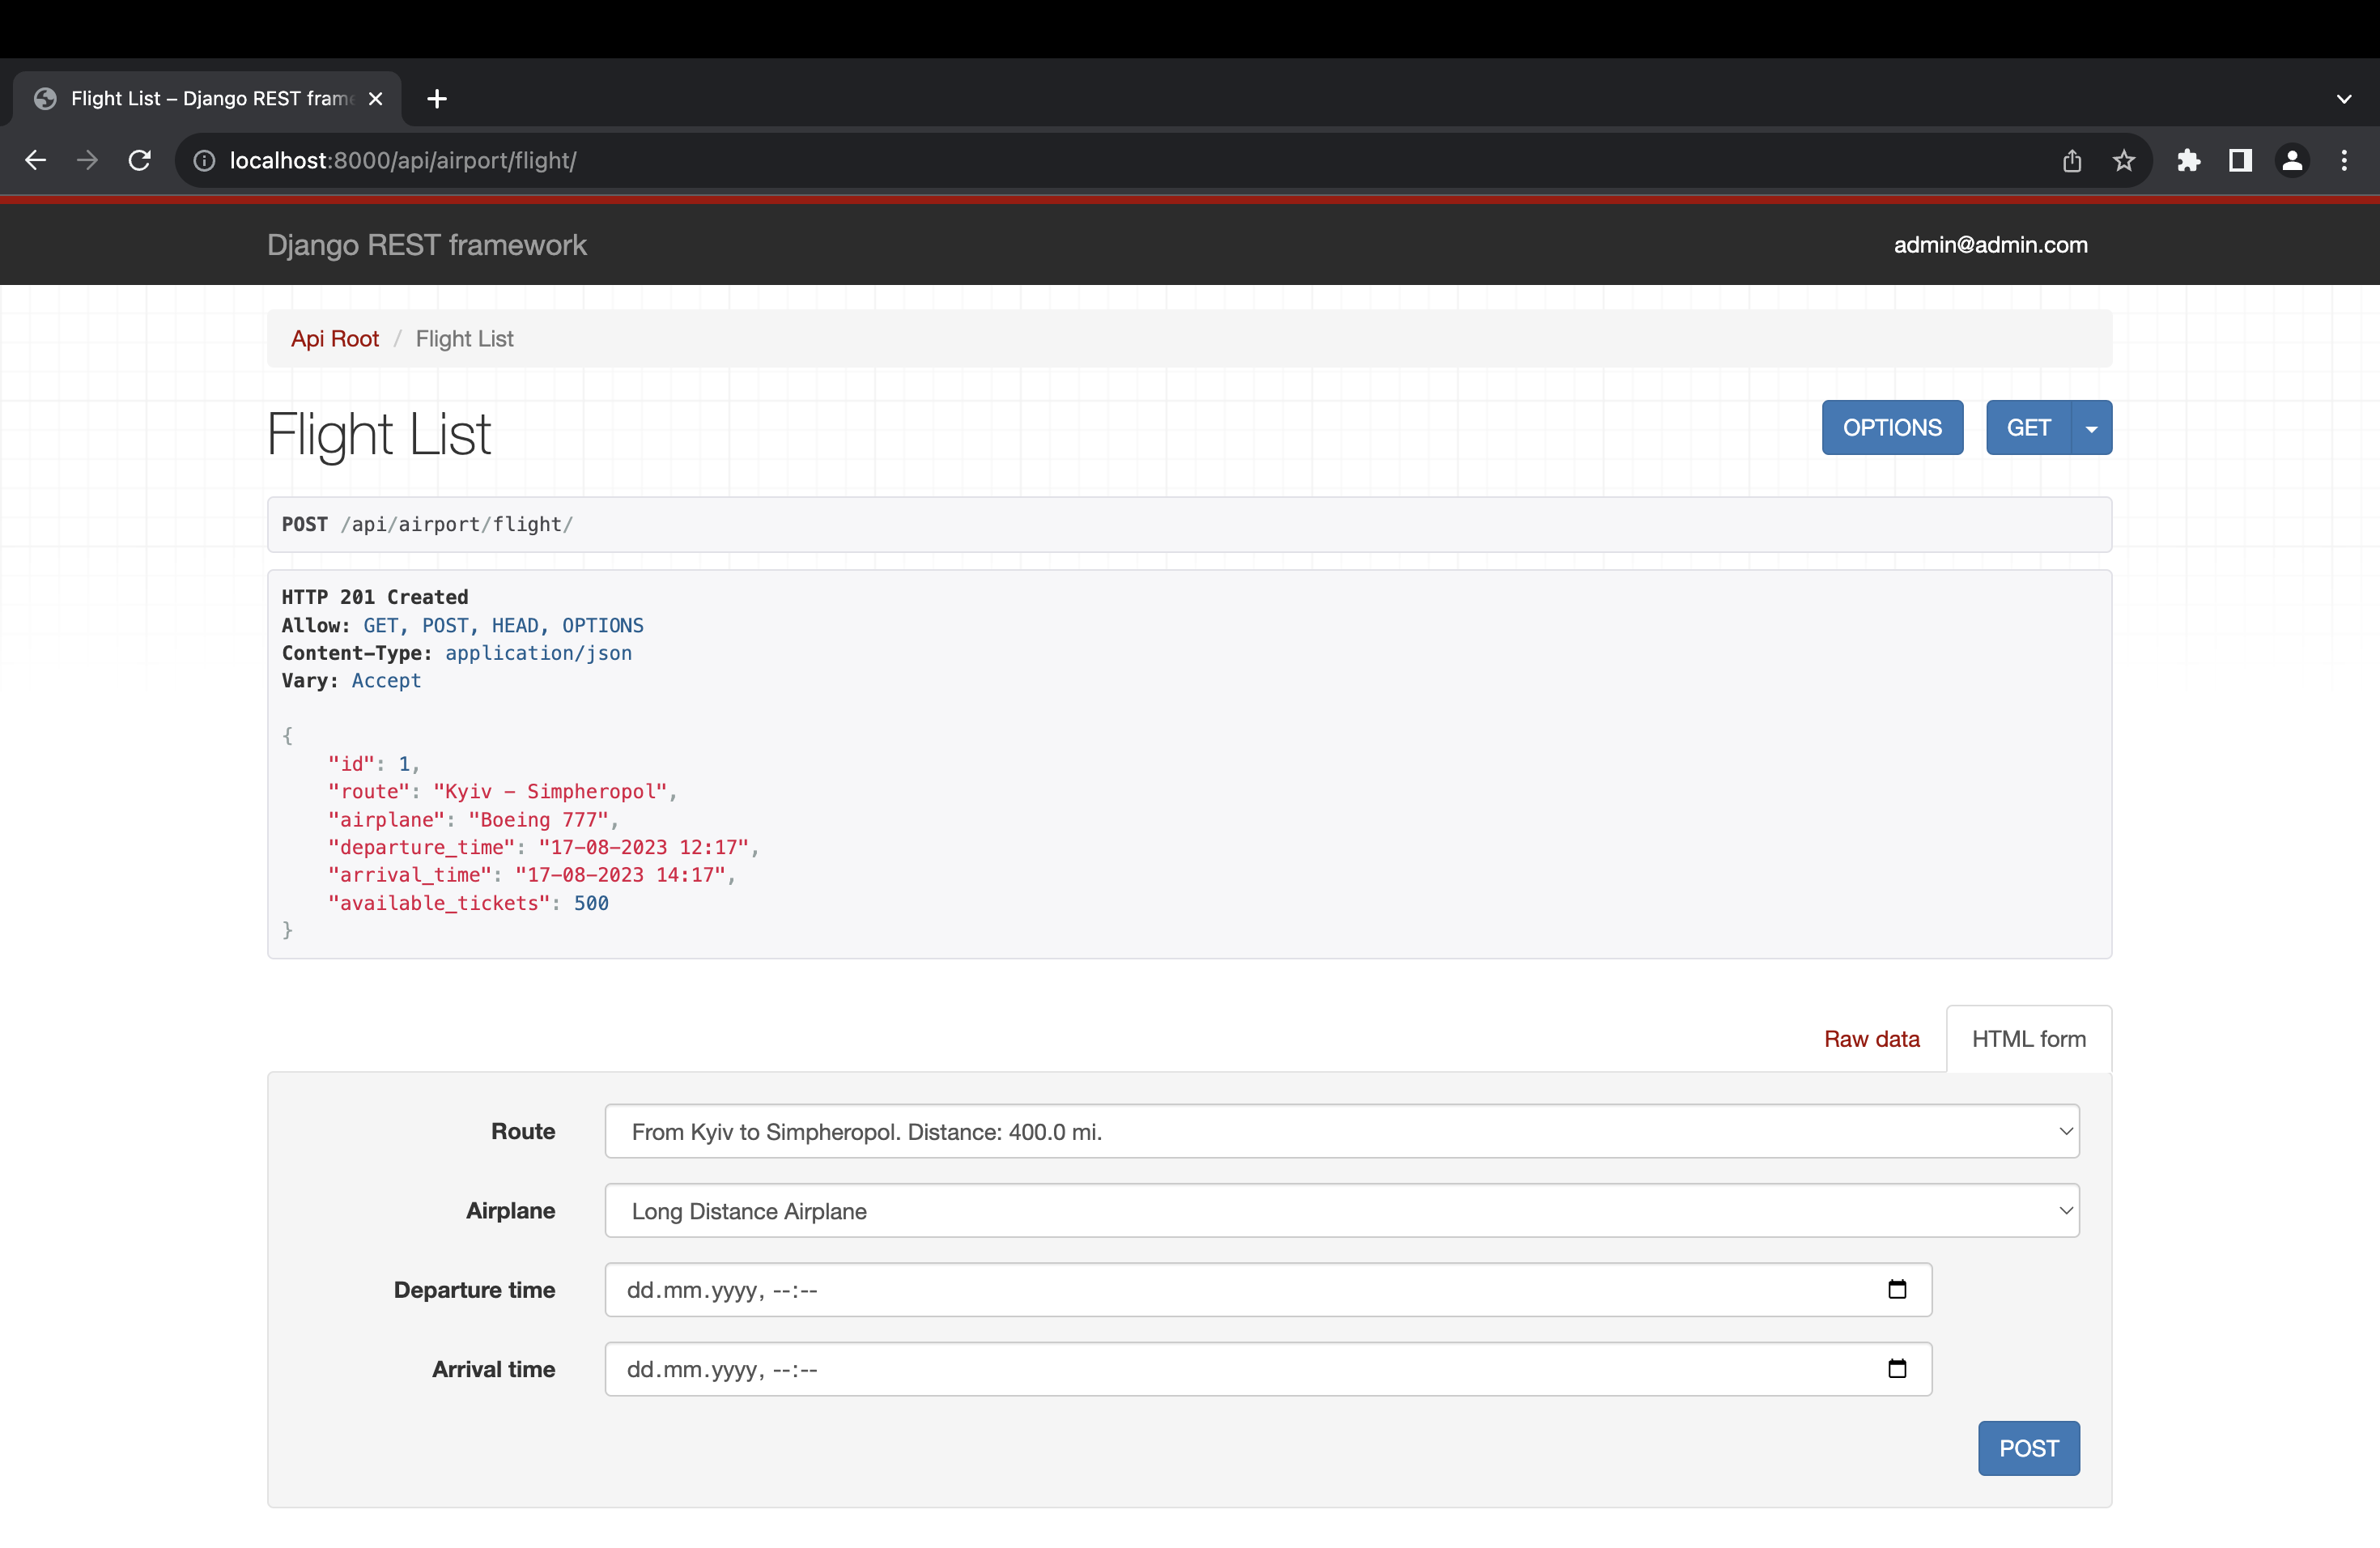 Flight List – Django REST frame
localhost:8000/api/airport/flight/
Django REST framework
admin@admin.com
Api Root / Flight List
Flight List
OPTIONS
GET
POST /api/airport/flight/
HTTP 201 Created
Allow: GET, POST, HEAD, OPTIONS
Content-Type: application/json
Vary: Accept
{
"id": 1,
"route": "Kyiv - Simpheropol",
"airplane": "Boeing 777",
"departure_time": "17-08-2023 12:17",
"arrival_time": "17-08-2023 14:17",
"available_tickets": 500
}
Raw data
HTML form
Route
From Kyiv to Simpheropol. Distance: 400.0 mi.
Airplane
Long Distance Airplane
Departure time
dd.mm.yyyy, --:--
Arrival time
dd.mm.yyyy, --:--
POST